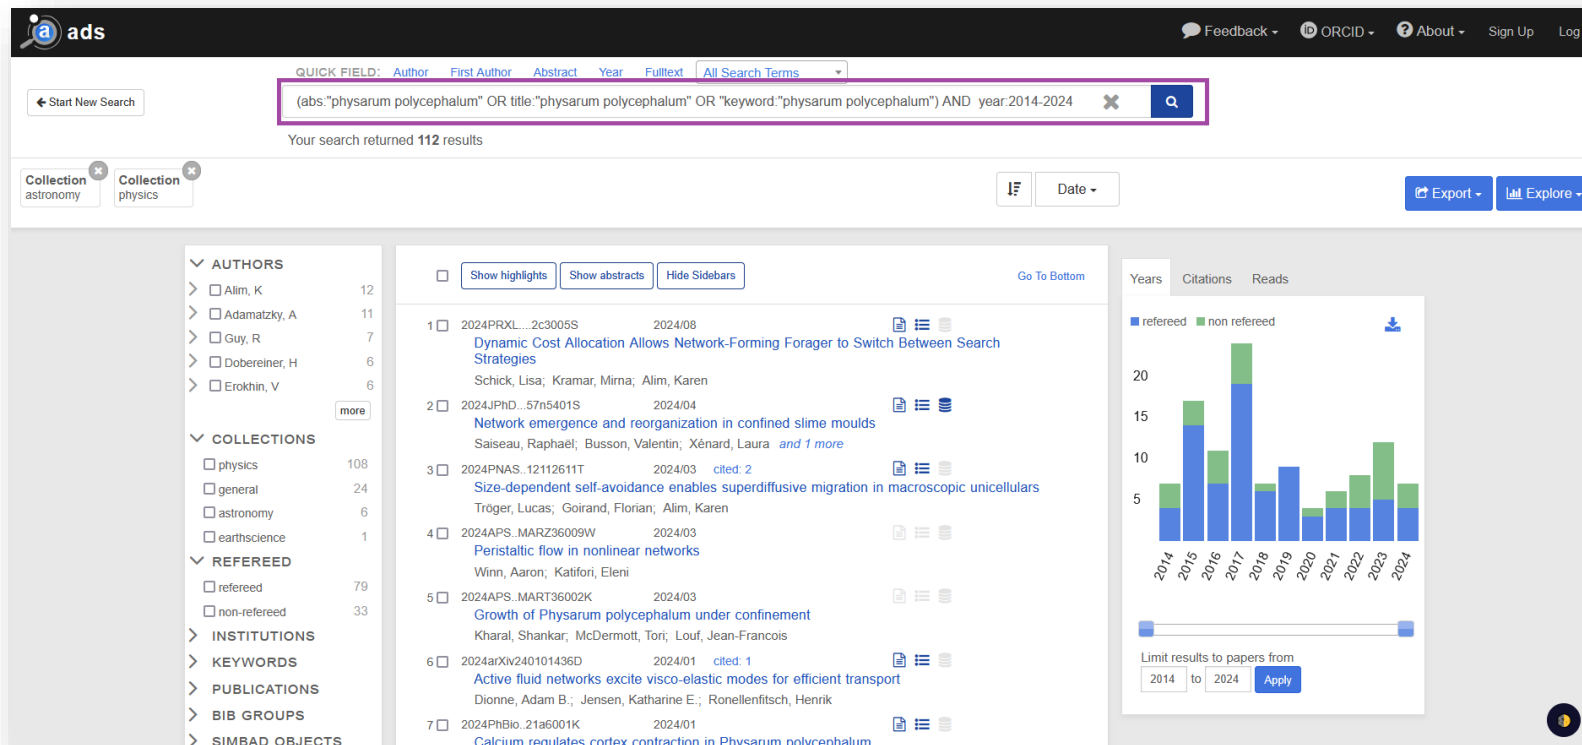 a ads
Feedback
ORCID
About
Sign Up
Log
QUICK FIELD: Author First Author Abstract Year Fulltext All Search Terms
Start New Search
(abs:"physarum polycephalum" OR title:"physarum polycephalum" OR "keyword:"physarum polycephalum") AND year:2014-2024
Your search returned 112 results
Collection
astronomy
Collection
physics
Date
Export
Explore
AUTHORS
Alim, K 12
Adamatzky, A 11
Guy, R 7
Dobereiner, H 6
Erokhin, V 6
more
COLLECTIONS
physics 108
general 24
astronomy 6
earthscience 1
REFEREED
refereed 79
non-refereed 33
INSTITUTIONS
KEYWORDS
PUBLICATIONS
BIB GROUPS
SIMBAD OBJECTS
Show highlights Show abstracts Hide Sidebars Go To Bottom
1 2024PRXL....2c3005S 2024/08
Dynamic Cost Allocation Allows Network-Forming Forager to Switch Between Search
Strategies
Schick, Lisa; Kramar, Mirna; Alim, Karen
2 2024JPhD...57n5401S 2024/04
Network emergence and reorganization in confined slime moulds
Saiseau, Raphaël; Busson, Valentin; Xénard, Laura and 1 more
3 2024PNAS..12112611T 2024/03 cited: 2
Size-dependent self-avoidance enables superdiffusive migration in macroscopic unicellulars
Tröger, Lucas; Goirand, Florian; Alim, Karen
4 2024APS..MARZ36009W 2024/03
Peristaltic flow in nonlinear networks
Winn, Aaron; Katifori, Eleni
5 2024APS..MART36002K 2024/03
Growth of Physarum polycephalum under confinement
Kharal, Shankar; McDermott, Tori; Louf, Jean-Francois
6 2024arXiv240101436D 2024/01 cited: 1
Active fluid networks excite visco-elastic modes for efficient transport
Dionne, Adam B.; Jensen, Katharine E.; Ronellenfitsch, Henrik
7 2024PhBio..21a6001K 2024/01
Calcium regulates cortex contraction in Physarum polycephalum
Years Citations Reads
refereed non refereed
20
15
10
5
2014 2015 2016 2017 2018 2019 2020 2021 2022 2023 2024
Limit results to papers from
2014 to 2024 Apply